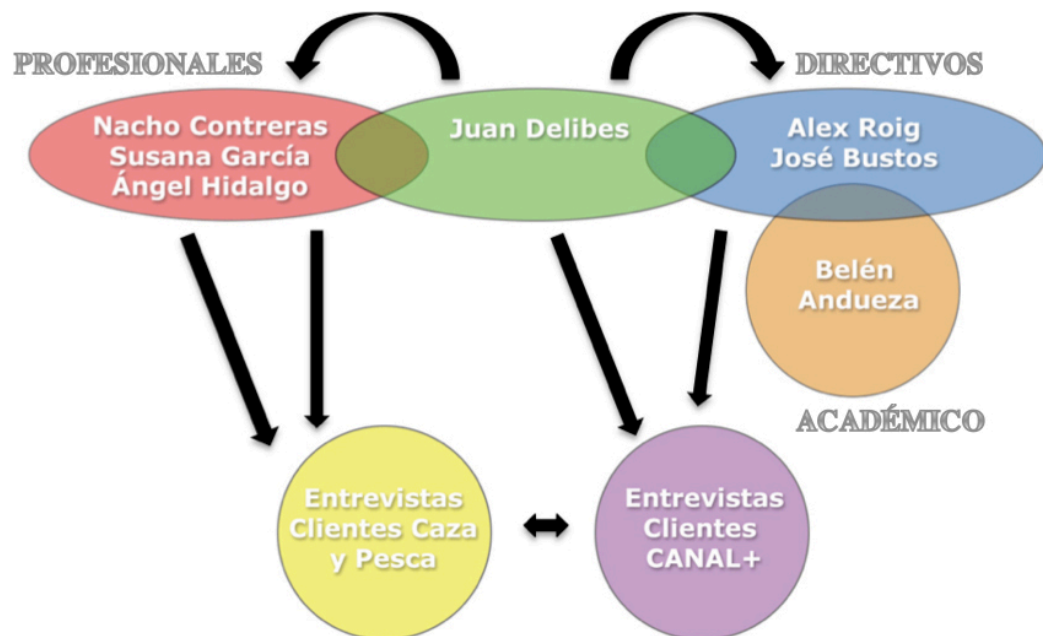 PROFESIONALES
DIRECTIVOS
Nacho Contreras
Susana García
Ángel Hidalgo
Juan Delibes
Alex Roig
José Bustos
Belén
Andueza
ACADÉMICO
Entrevistas
Clientes Caza
y Pesca
Entrevistas
Clientes
CANAL+